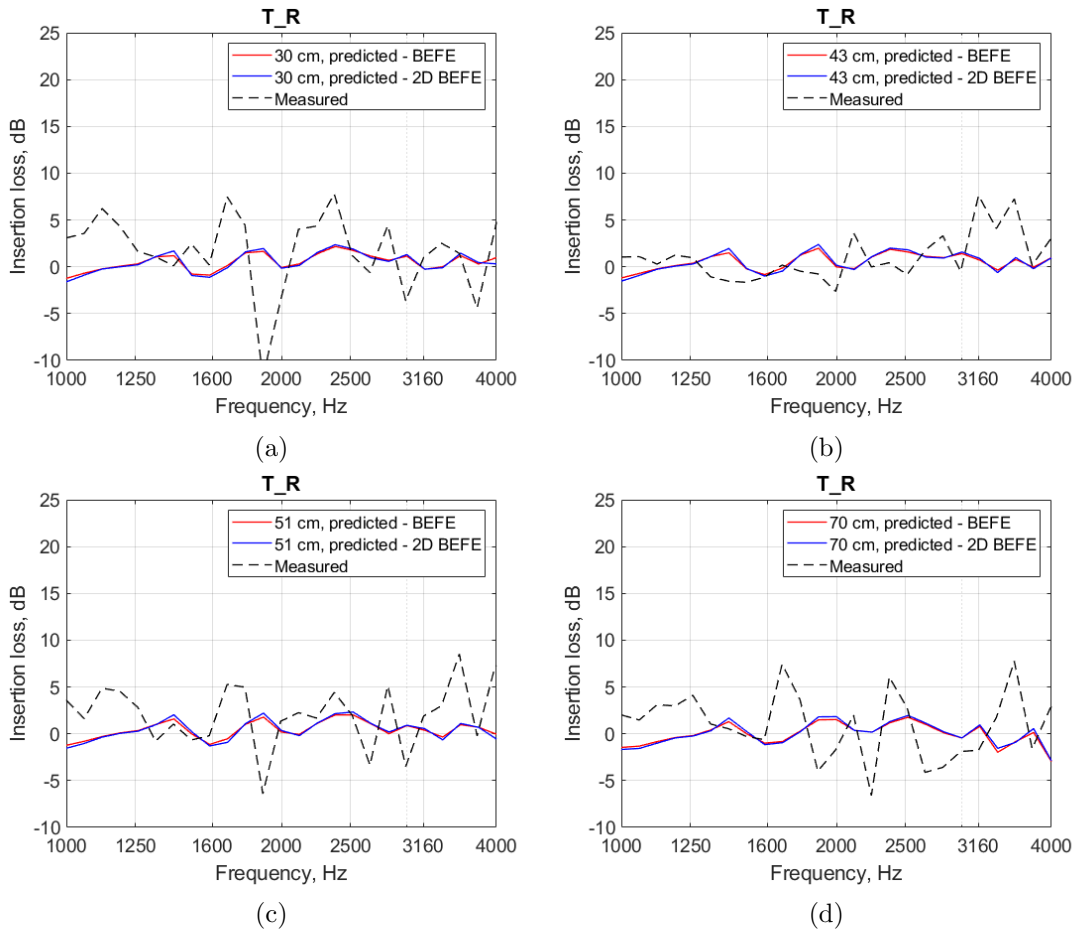 T_R
30 cm, predicted - BEFE
30 cm, predicted - 2D BEFE
Measured
Insertion loss, dB
25
20
15
10
5
0
-5
-10
1000 1250 1600 2000 2500 3160 4000
Frequency, Hz
(a)
T_R
43 cm, predicted - BEFE
43 cm, predicted - 2D BEFE
Measured
Insertion loss, dB
25
20
15
10
5
0
-5
-10
1000 1250 1600 2000 2500 3160 4000
Frequency, Hz
(b)
T_R
51 cm, predicted - BEFE
51 cm, predicted - 2D BEFE
Measured
Insertion loss, dB
25
20
15
10
5
0
-5
-10
1000 1250 1600 2000 2500 3160 4000
Frequency, Hz
(c)
T_R
70 cm, predicted - BEFE
70 cm, predicted - 2D BEFE
Measured
Insertion loss, dB
25
20
15
10
5
0
-5
-10
1000 1250 1600 2000 2500 3160 4000
Frequency, Hz
(d)